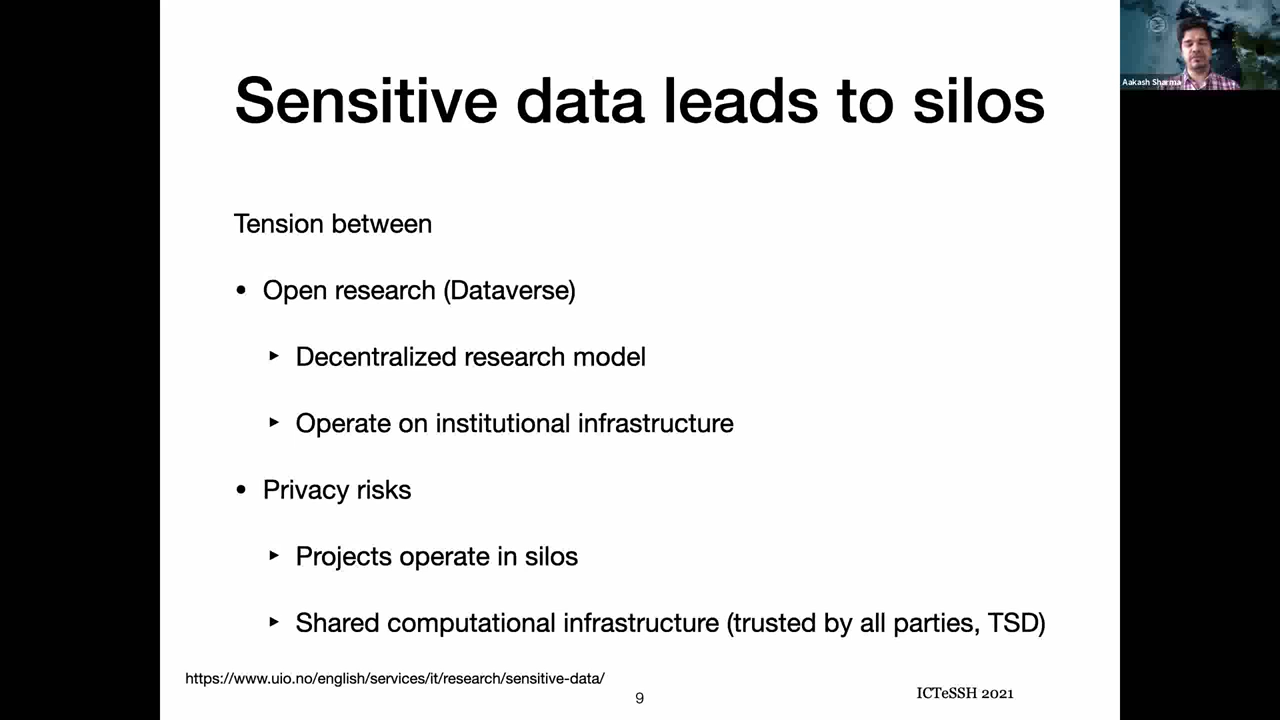 Sensitive data leads to silos
Aakash Sharma
Tension between
• Open research (Dataverse)
‣ Decentralized research model
‣ Operate on institutional infrastructure
• Privacy risks
‣ Projects operate in silos
‣ Shared computational infrastructure (trusted by all parties, TSD)
https://www.uio.no/english/services/it/research/sensitive-data/
9
ICTeSSH 2021